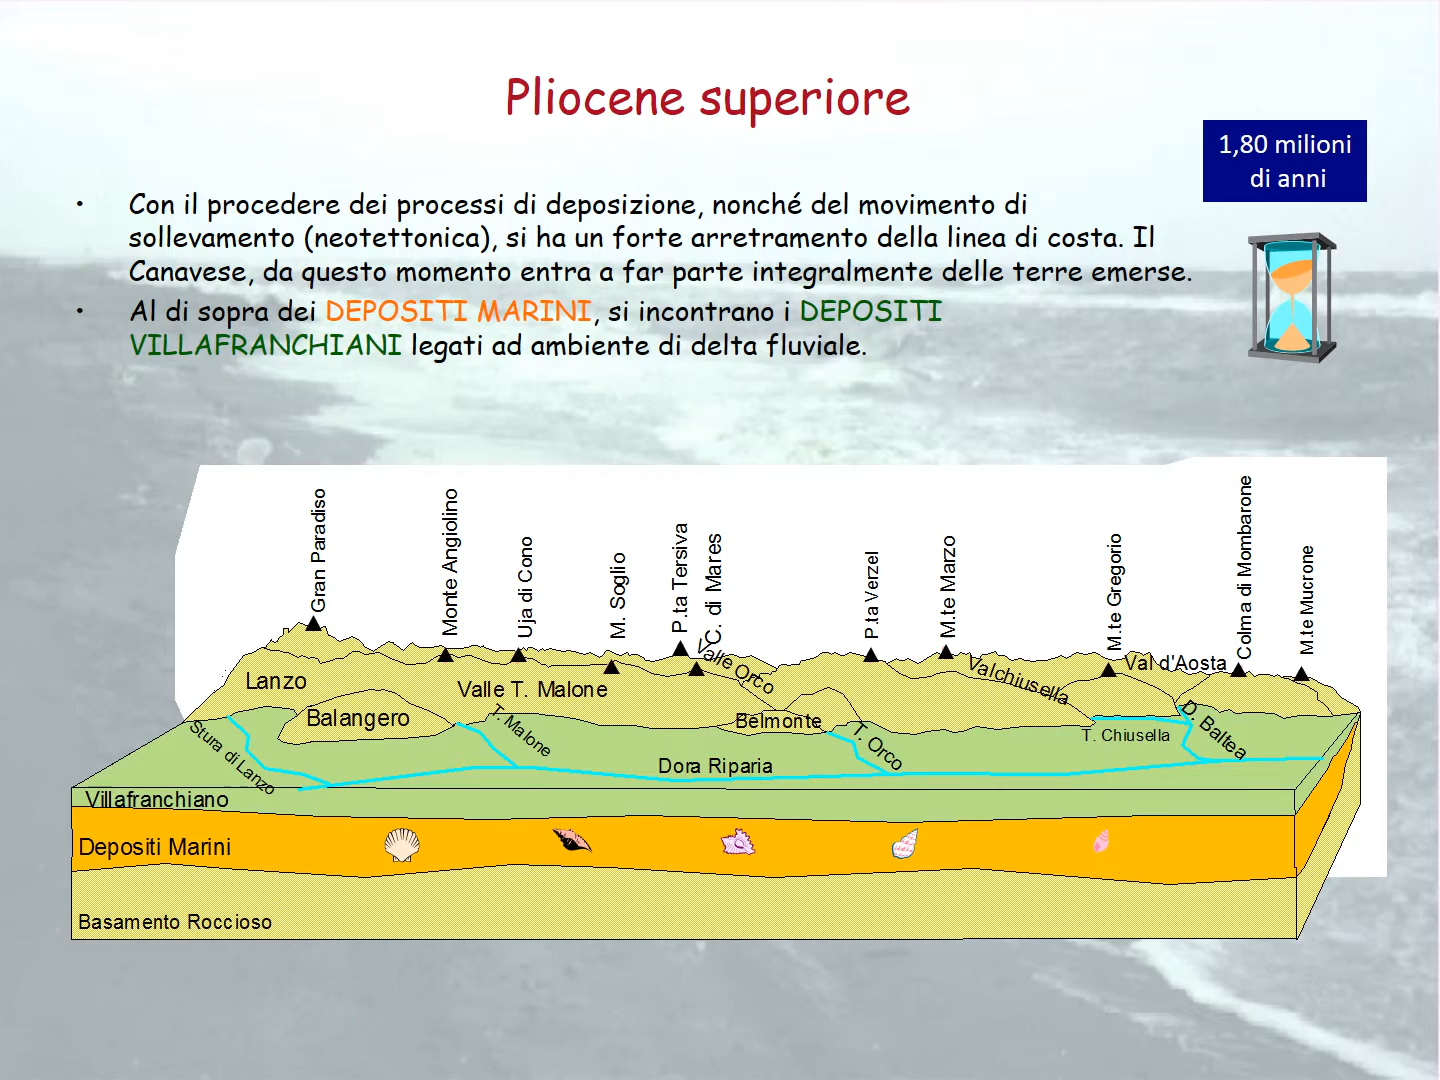 Pliocene superiore
1,80 milioni
di anni
• Con il procedere dei processi di deposizione, nonché del movimento di
sollevamento (neotettonica), si ha un forte arretramento della linea di costa. Il
Canavese, da questo momento entra a far parte integralmente delle terre emerse.
• Al di sopra dei DEPOSITI MARINI, si incontrano i DEPOSITI
VILLAFRANCHIANI legati ad ambiente di delta fluviale.
Gran Paradiso
Monte Angiolino
Uja di Cono
M. Soglio
P.ta Tersiva
C. di Mares
P.ta Verzel
M.te Marzo
M.te Gregorio
Colma di Mombarone
M.te Mucrone
Lanzo
Valle T. Malone
Valle Orco
Valchiusella
Val d'Aosta
Balangero
Belmonte
Stura di Lanzo
T. Malone
T. Orco
T. Chiusella
D. Baltea
Dora Riparia
Villafranchiano
Depositi Marini
Basamento Roccioso